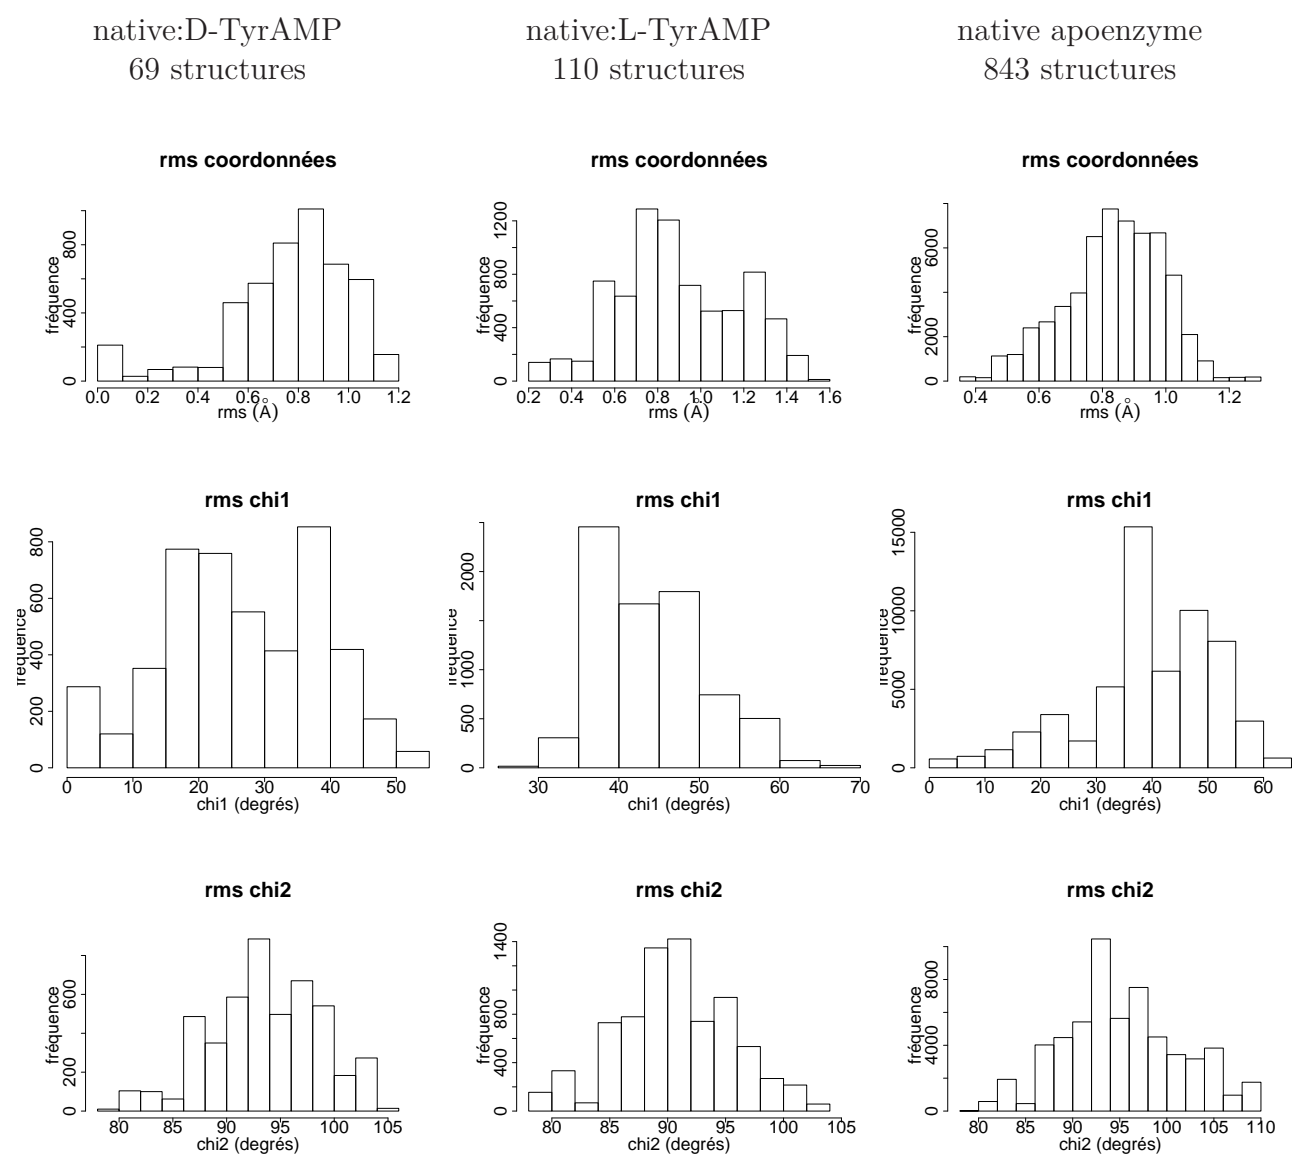 native:D-TyrAMP native:L-TyrAMP native apoenzyme
69 structures 110 structures 843 structures
rms coordonnées rms coordonnées rms coordonnées
fréquence
0 400 800
0.0 0.2 0.4 0.6 0.8 1.0 1.2
rms (Å)
fréquence
0 400 800 1200
0.2 0.4 0.6 0.8 1.0 1.2 1.4 1.6
rms (Å)
fréquence
0 2000 6000
0.4 0.6 0.8 1.0 1.2
rms (Å)
rms chi1 rms chi1 rms chi1
fréquence
0 200 400 600 800
0 10 20 30 40 50
chi1 (degrés)
fréquence
0 500 1000 2000
30 40 50 60 70
chi1 (degrés)
fréquence
0 5000 10000 15000
0 10 20 30 40 50 60
chi1 (degrés)
rms chi2 rms chi2 rms chi2
fréquence
0 200 600
80 85 90 95 100 105
chi2 (degrés)
fréquence
0 400 800 1400
80 85 90 95 100 105
chi2 (degrés)
fréquence
0 4000 8000
80 85 90 95 100 105 110
chi2 (degrés)